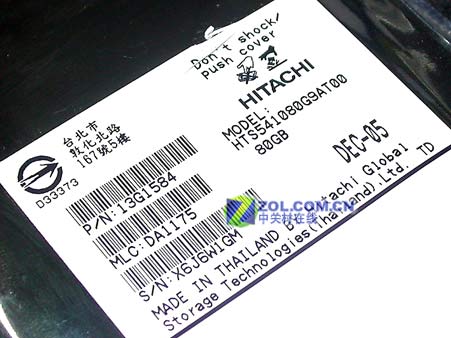 Don't shock/
push cover
HITACHI
MODEL:
HTS541080G9AT00
80GB
DEC-05
台北市
敦化北路
167號5樓
D33373
P/N:13G1584
MLC:DA1175
S/N:X6J6W1GM
MADE IN THAILAND By Hitachi Global
Storage Technologies(Thailand).Ltd. TD
ZOL.COM.CN
中关村在线